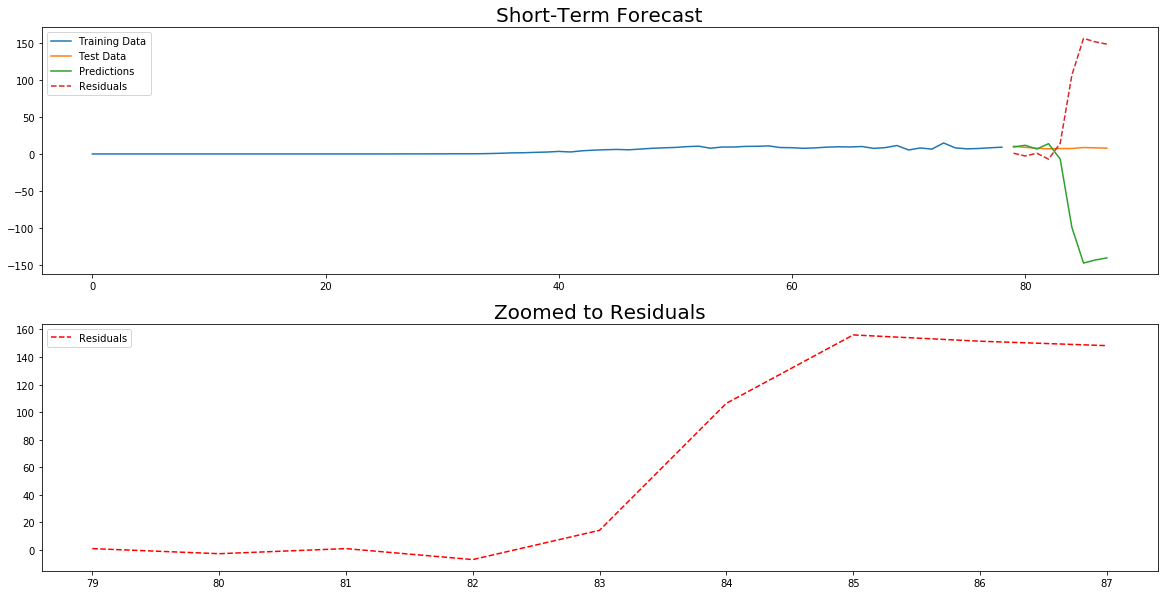 Short-Term Forecast
Training Data
Test Data
Predictions
Residuals
150
100
50
0
−50
−100
−150
0 20 40 60 80
Zoomed to Residuals
Residuals
160
140
120
100
80
60
40
20
0
79 80 81 82 83 84 85 86 87